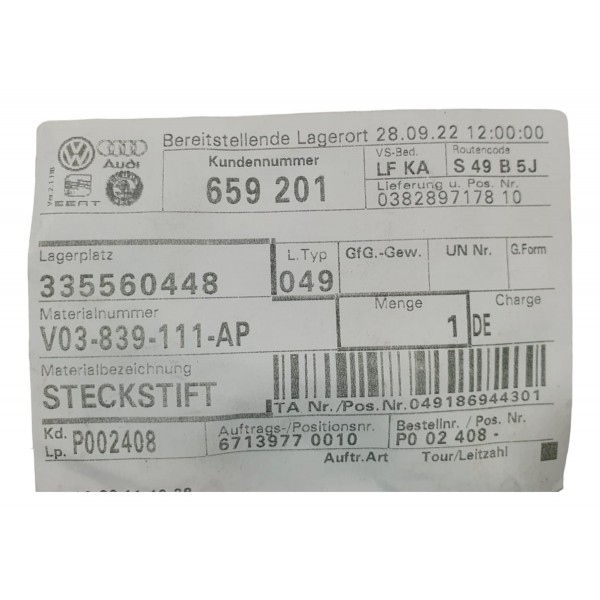 Bereitstellende Lagerort 28.09.22 12:00:00
Audi
SEAT
Kundennummer
659 201
VS-Bed. Routencode
LF KA S 49 B 5J
Lieferung u. Pos. Nr.
0382897178 10
Lagerplatz L.Typ GfG.-Gew. UN Nr. G.Form
335560448 049
Materialnummer Menge Charge
V03-839-111-AP 1 DE
Materialbezeichnung
STECKSTIFT
TA Nr./Pos.Nr.049186944301
Kd. Lp. P002408
Auftrags-/Positionsnr. Bestellnr. /Pos. Nr.
6713977 0010 PO 02 408 -
Auftr.Art Tour/Leitzahl